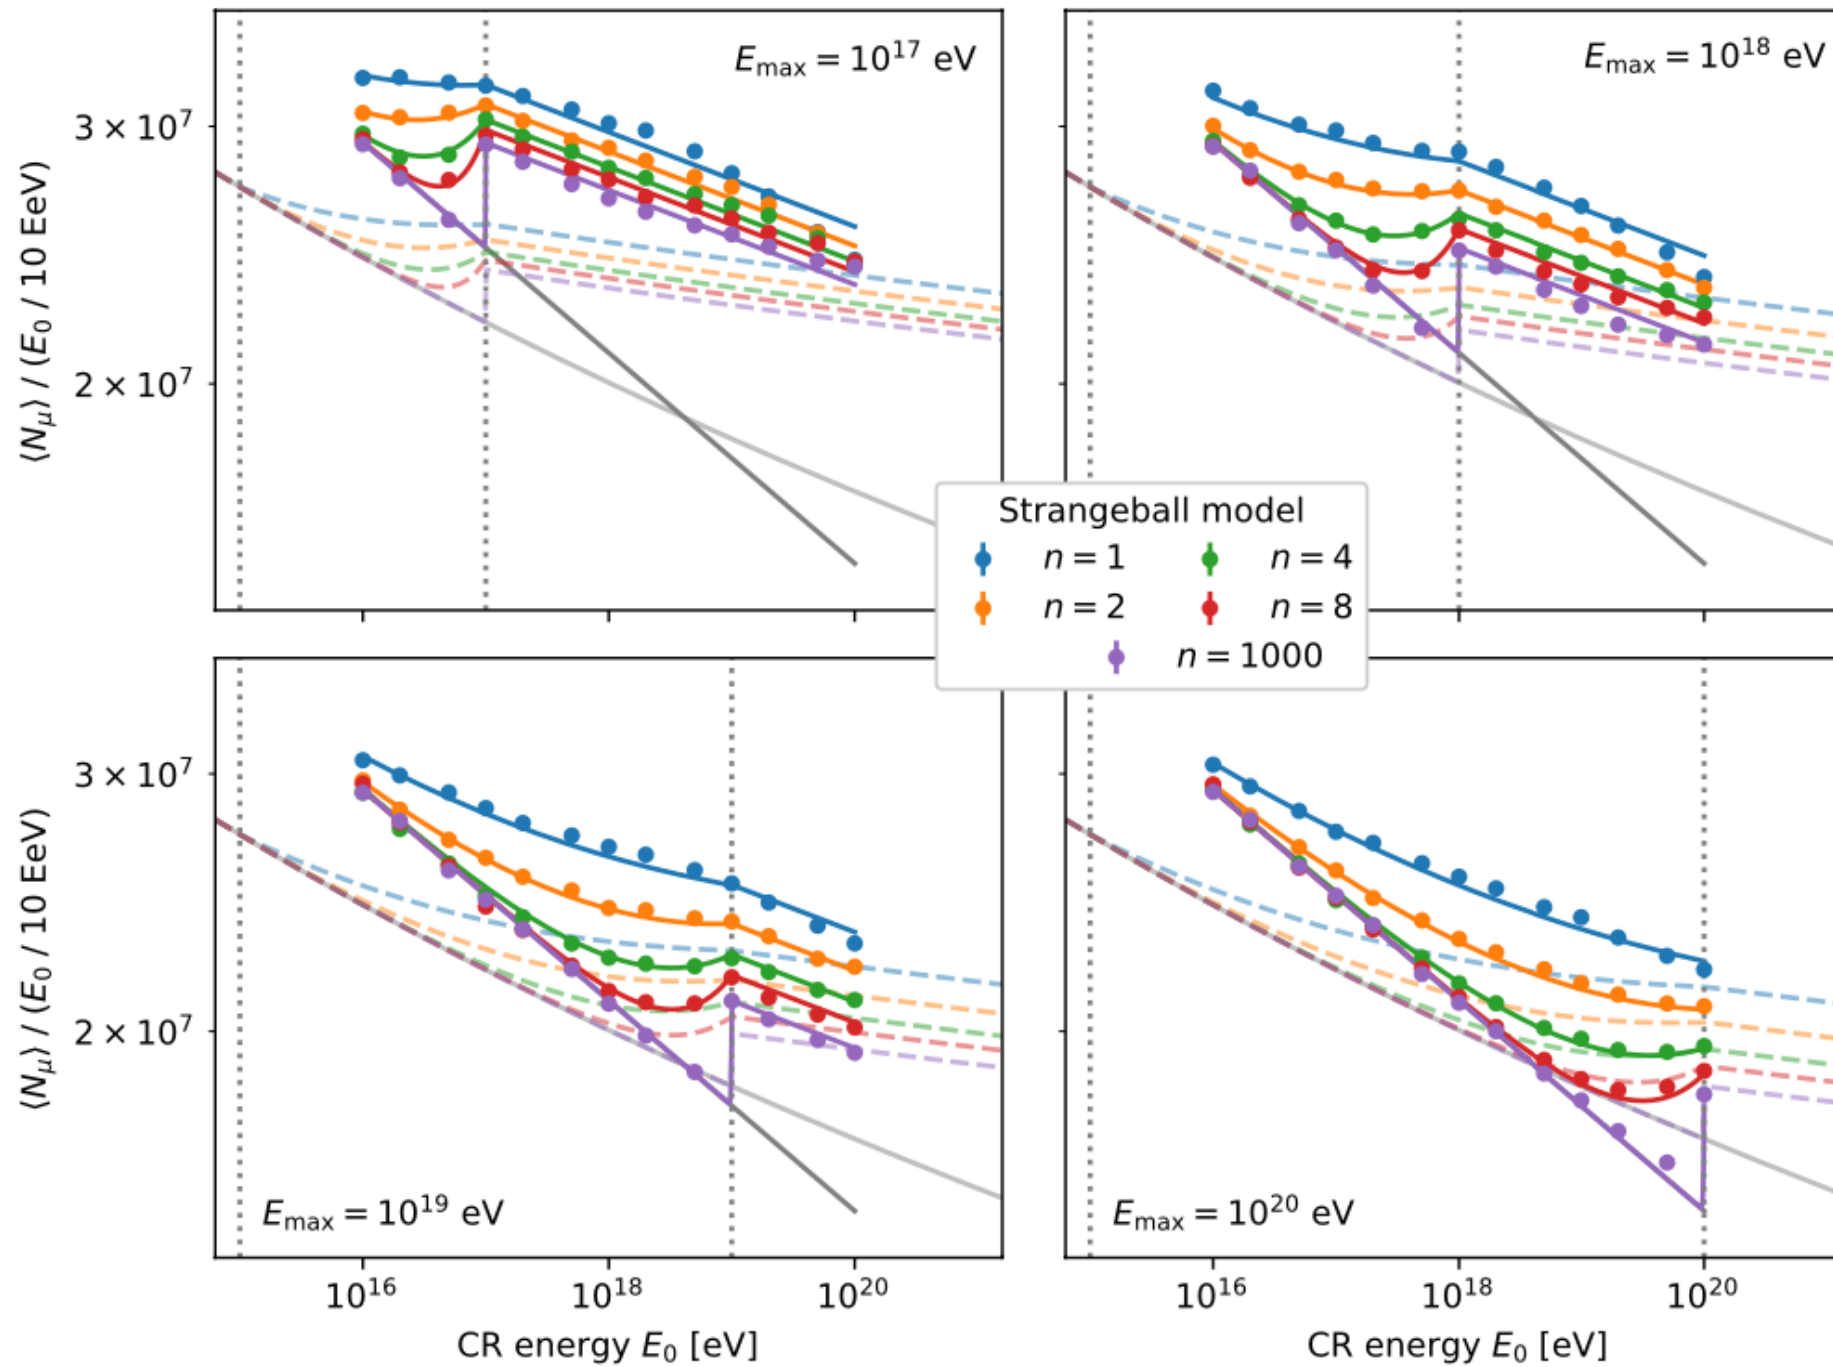 E_max = 10^17 eV
E_max = 10^18 eV
3 × 10^7
2 × 10^7
⟨N_μ⟩ / (E_0 / 10 EeV)
Strangeball model
n = 1
n = 4
n = 2
n = 8
n = 1000
3 × 10^7
2 × 10^7
⟨N_μ⟩ / (E_0 / 10 EeV)
E_max = 10^19 eV
E_max = 10^20 eV
10^16 10^18 10^20
10^16 10^18 10^20
CR energy E_0 [eV]
CR energy E_0 [eV]